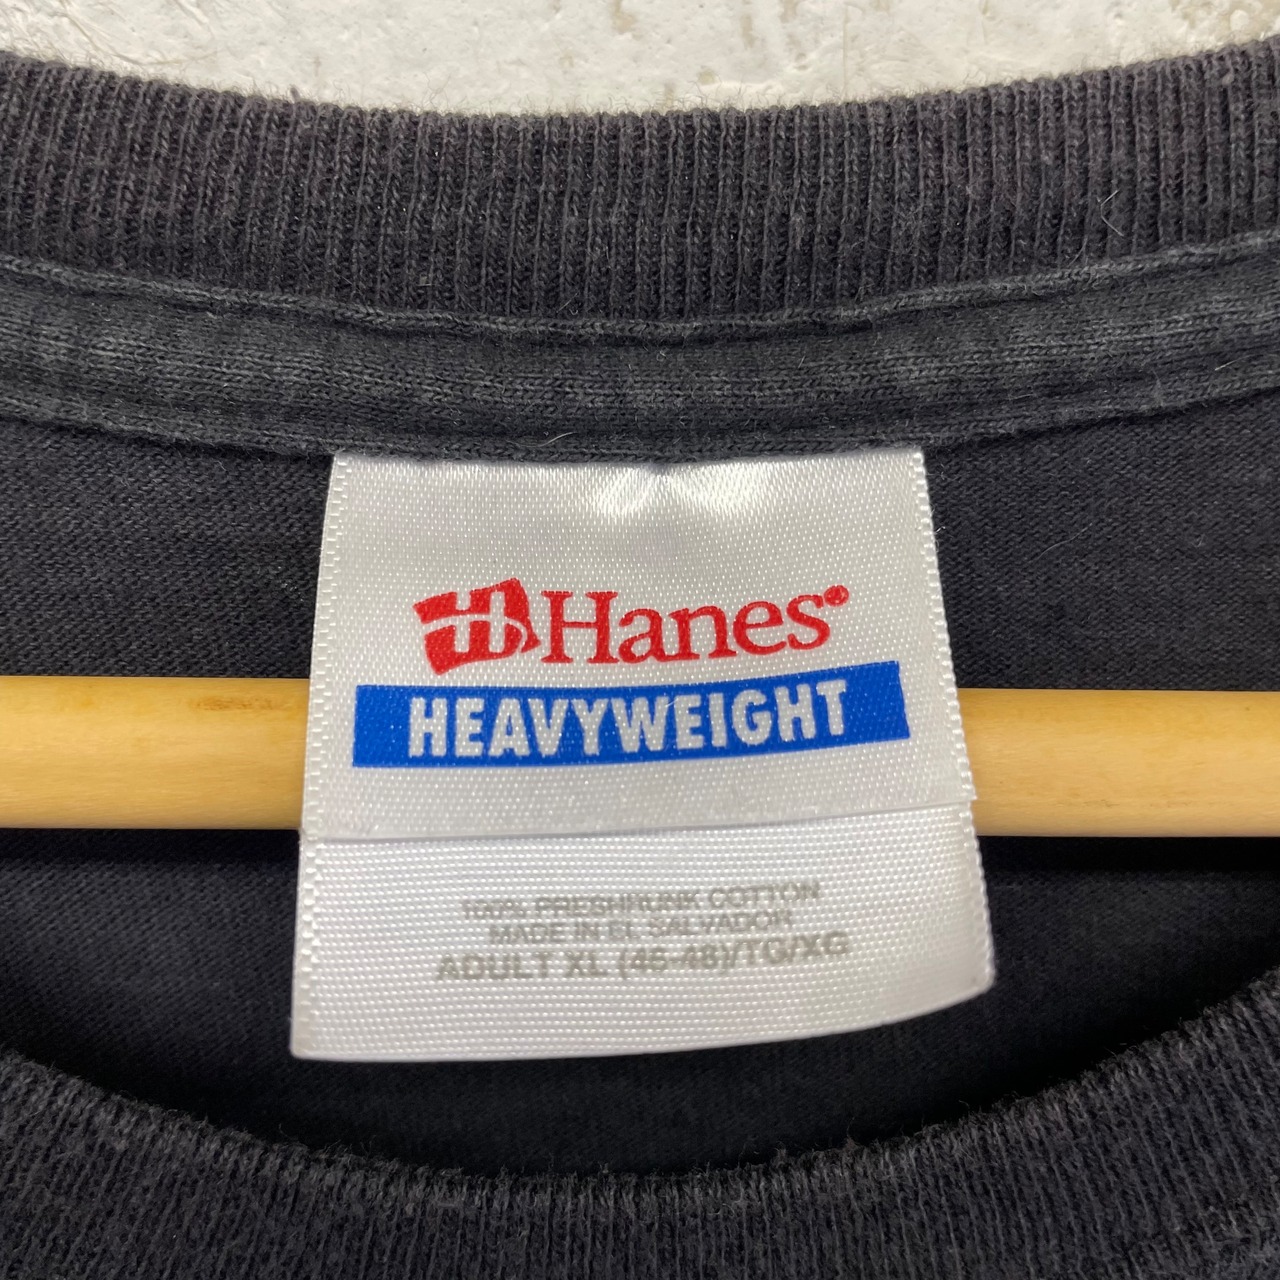 H Hanes
HEAVYWEIGHT
100% PRESHRUNK COTTON
MADE IN EL SALVADOR
ADULT XL (46-48)/TG/XG